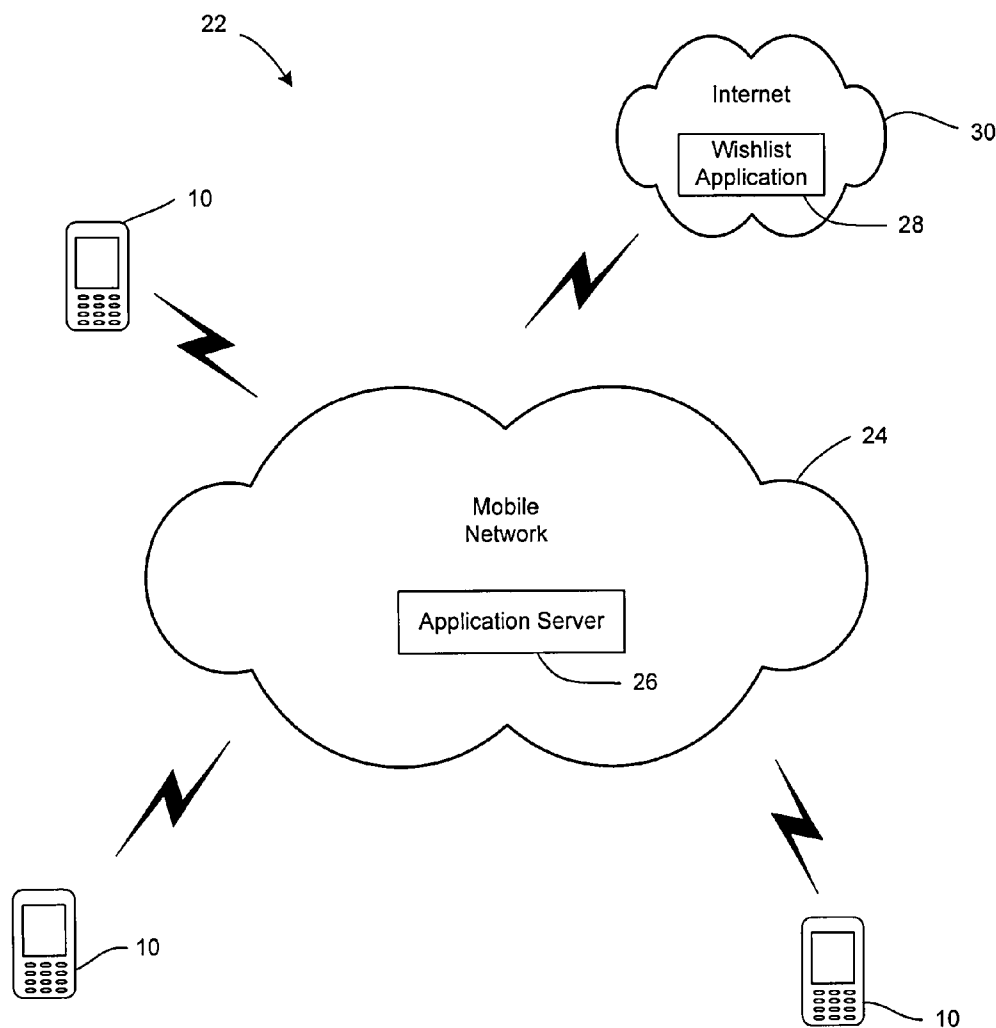 22
Internet
30
Wishlist
Application
28
10
24
Mobile
Network
Application Server
26
10
10